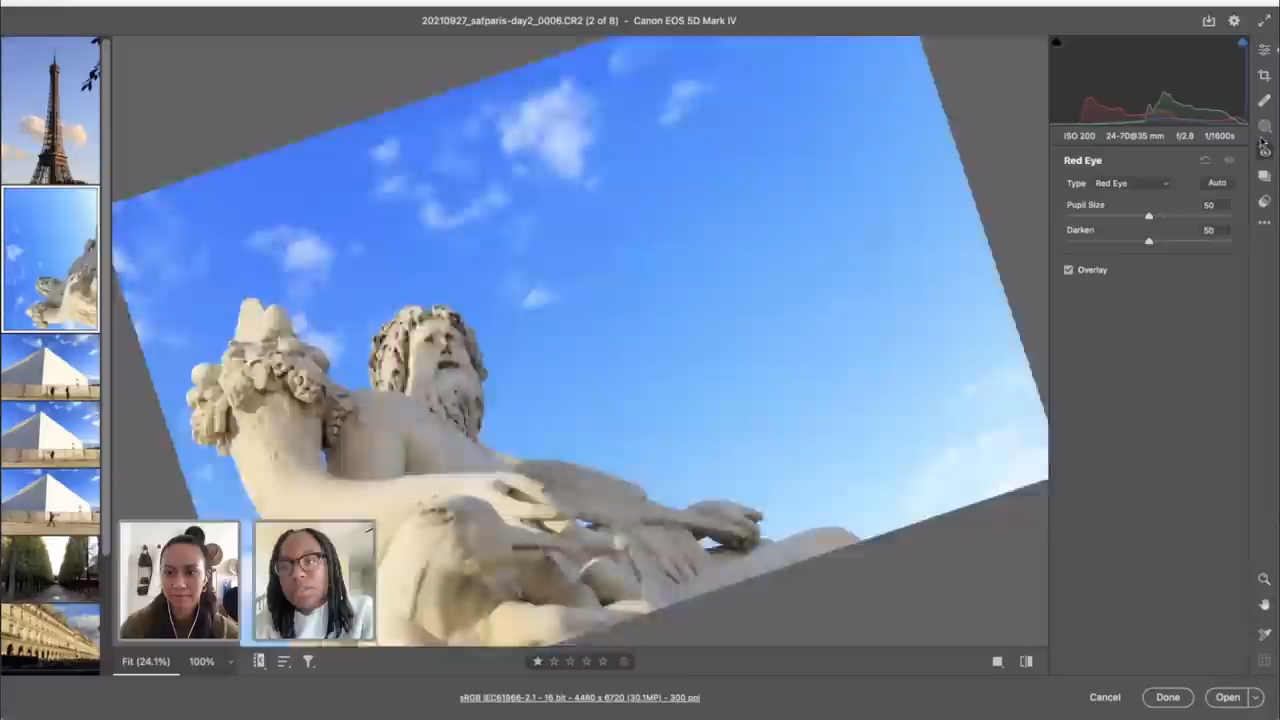 20210927_safparis-day2_0006.CR2 (2 of 8) - Canon EOS 5D Mark IV
ISO 200 24-70@35 mm f/2.8 1/1600s
Red Eye
Type Red Eye Auto
Pupil Size 50
Darken 50
Overlay
Fit (24.1%) 100%
sRGB IEC61966-2.1 - 16 bit - 4480 x 6720 (30.1MP) - 300 ppi
Cancel Done Open